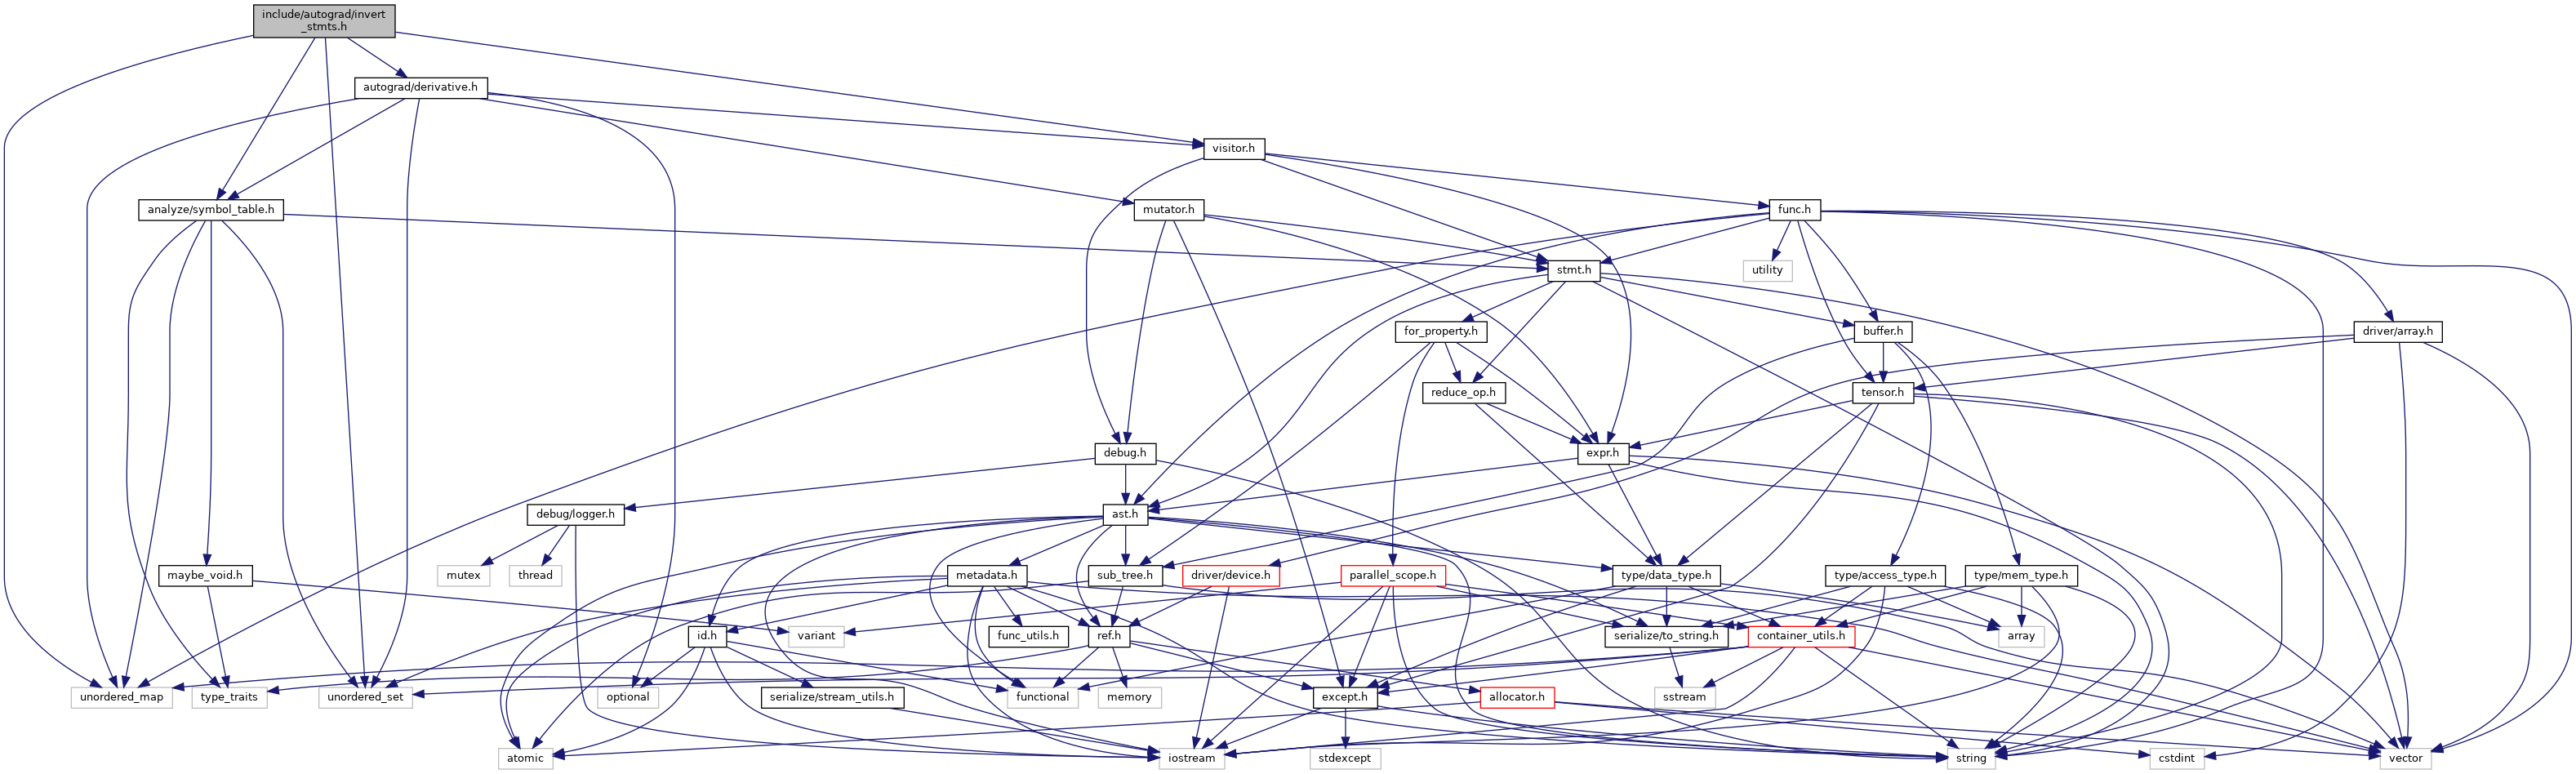 include/autograd/invert
_stmts.h
autograd/derivative.h
visitor.h
analyze/symbol_table.h
mutator.h
func.h
utility
stmt.h
for_property.h
buffer.h
driver/array.h
reduce_op.h
tensor.h
debug.h
expr.h
debug/logger.h
ast.h
mutex
thread
maybe_void.h
metadata.h
sub_tree.h
driver/device.h
parallel_scope.h
type/data_type.h
type/access_type.h
type/mem_type.h
variant
id.h
func_utils.h
ref.h
serialize/to_string.h
container_utils.h
array
unordered_map
type_traits
unordered_set
optional
serialize/stream_utils.h
functional
memory
except.h
allocator.h
sstream
atomic
iostream
stdexcept
string
cstdint
vector